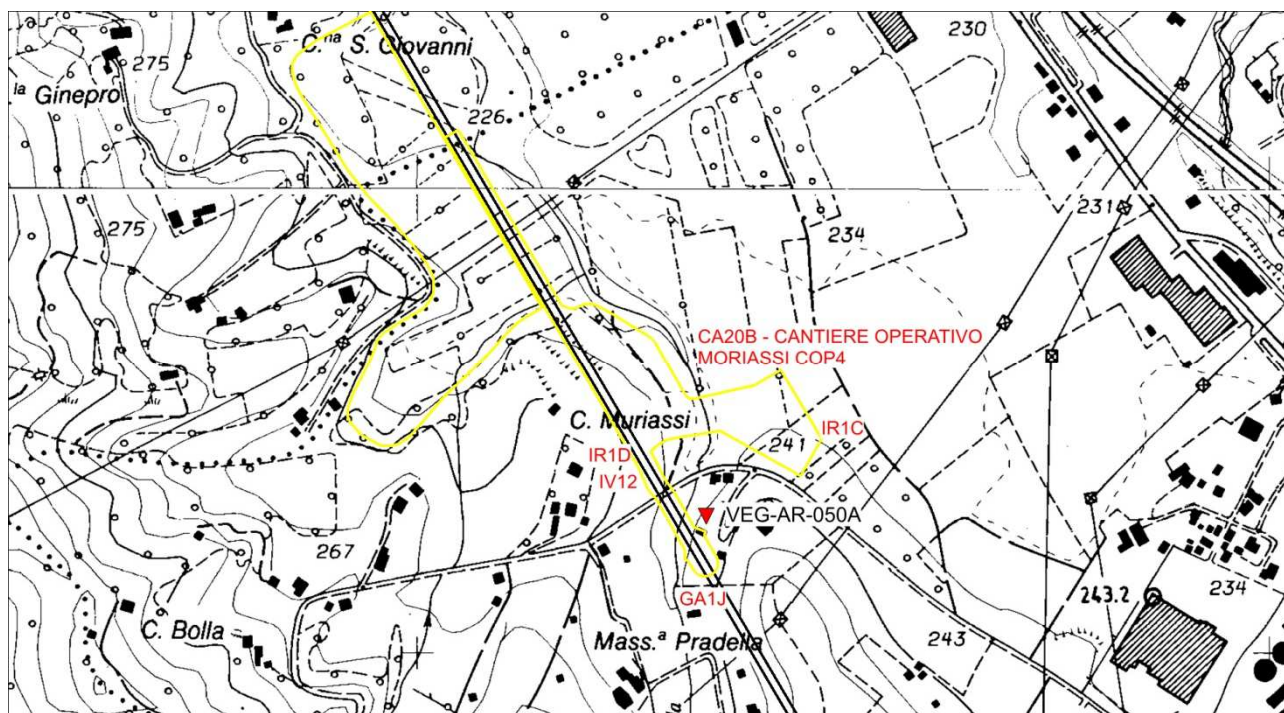 C.na S. Giovanni
230
275
la Ginepro
226
231
275
234
CA20B - CANTIERE OPERATIVO
MORIASSI COP4
C. Muriassi
241
IR1C
IR1D
IV12
VEG-AR-050A
267
GA1J
243.2
234
C. Bolla
Mass.a Pradella
243
la